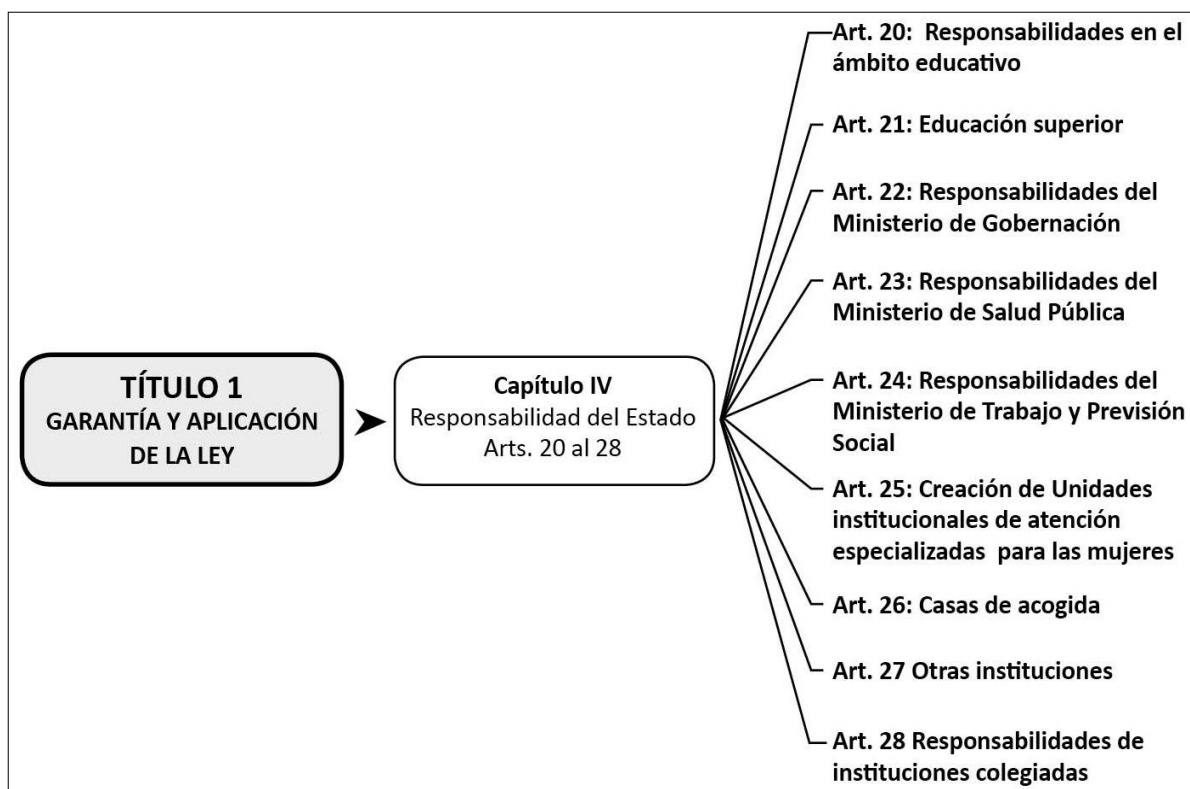 TÍTULO 1
GARANTÍA Y APLICACIÓN
DE LA LEY
Capítulo IV
Responsabilidad del Estado
Arts. 20 al 28
Art. 20:  Responsabilidades en el
ámbito educativo
Art. 21: Educación superior
Art. 22: Responsabilidades del
Ministerio de Gobernación
Art. 23: Responsabilidades del
Ministerio de Salud Pública
Art. 24: Responsabilidades del
Ministerio de Trabajo y Previsión
Social
Art. 25: Creación de Unidades
institucionales de atención
especializadas  para las mujeres
Art. 26: Casas de acogida
Art. 27 Otras instituciones
Art. 28 Responsabilidades de
instituciones colegiadas